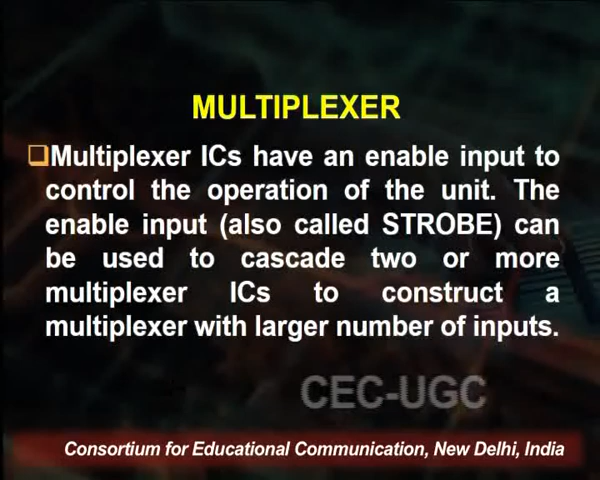 MULTIPLEXER
❑Multiplexer ICs have an enable input to
control the operation of the unit. The
enable input (also called STROBE) can
be used to cascade two or more
multiplexer ICs to construct a
multiplexer with larger number of inputs.
CEC-UGC
Consortium for Educational Communication, New Delhi, India